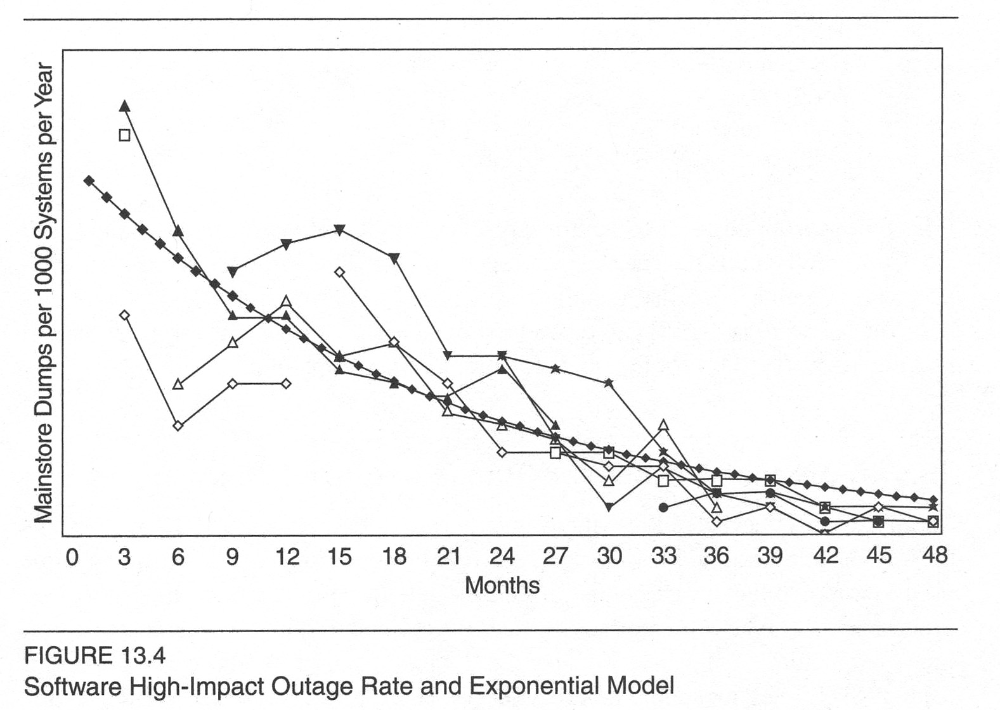 Mainstore Dumps per 1000 Systems per Year
0 3 6 9 12 15 18 21 24 27 30 33 36 39 42 45 48
Months
FIGURE 13.4
Software High-Impact Outage Rate and Exponential Model